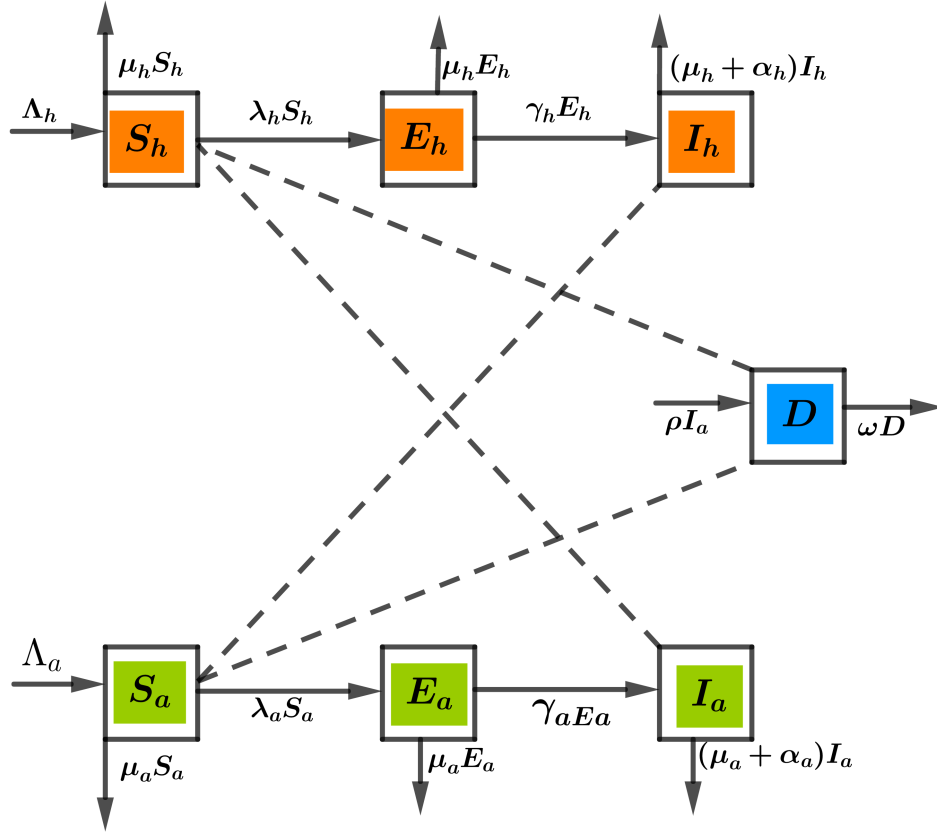 μₕSₕ
μₕEₕ
(μₕ + αₕ)Iₕ
Λₕ
λₕSₕ
γₕEₕ
Sₕ
Eₕ
Iₕ
D
ρIₐ
ωD
Λₐ
Sₐ
Eₐ
Iₐ
λₐSₐ
γₐEₐ
μₐSₐ
μₐEₐ
(μₐ + αₐ)Iₐ